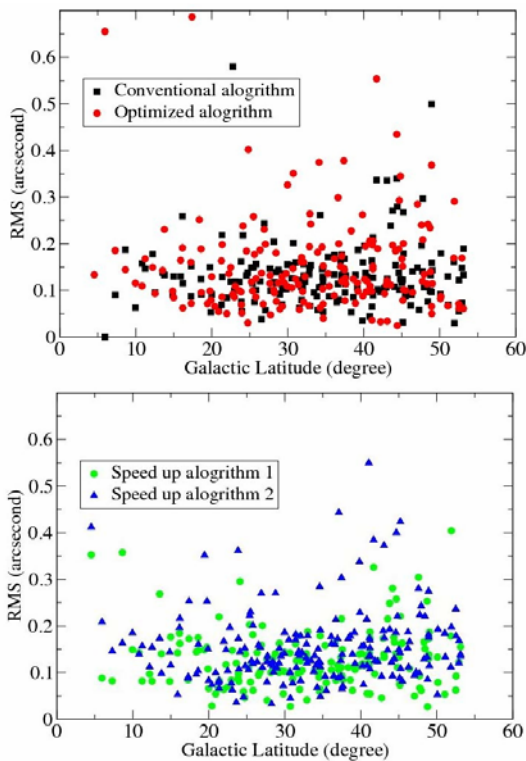 0.6
0.5
0.4
0.3
0.2
0.1
0
RMS (arcsecond)
Conventional alogrithm
Optimized alogrithm
0 10 20 30 40 50 60
Galactic Latitude (degree)
0.6
0.5
0.4
0.3
0.2
0.1
0
RMS (arcsecond)
Speed up alogrithm 1
Speed up alogrithm 2
0 10 20 30 40 50 60
Galactic Latitude (degree)